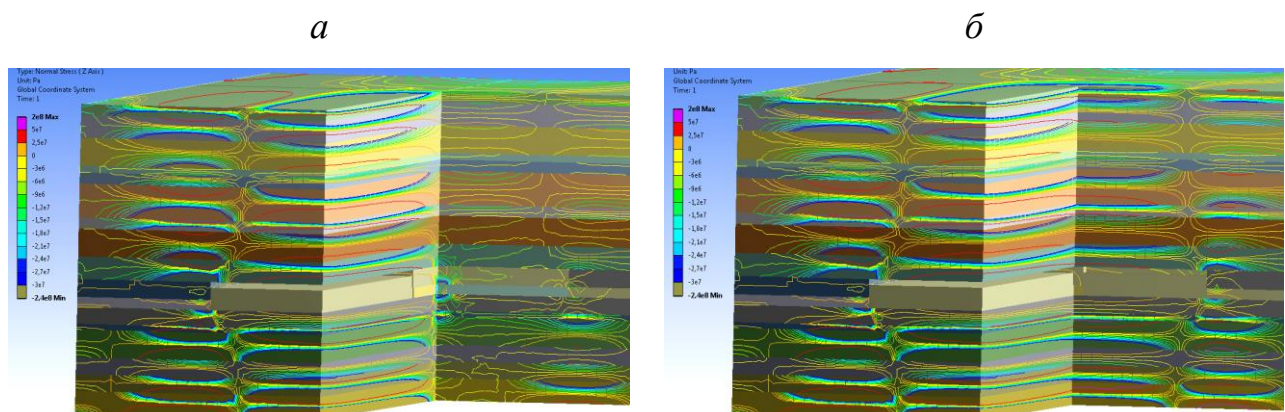 а
б
Type: Normal Stress ( Z Axis )
Unit: Pa
Global Coordinate System
Time: 1
2e8 Max
5e7
2,5e7
0
-3e6
-6e6
-9e6
-1,2e7
-1,5e7
-1,8e7
-2,1e7
-2,4e7
-2,7e7
-3e7
-2,4e8 Min
Unit: Pa
Global Coordinate System
Time: 1
2e8 Max
5e7
2,5e7
0
-3e6
-6e6
-9e6
-1,2e7
-1,5e7
-1,8e7
-2,1e7
-2,4e7
-2,7e7
-3e7
-2,4e8 Min